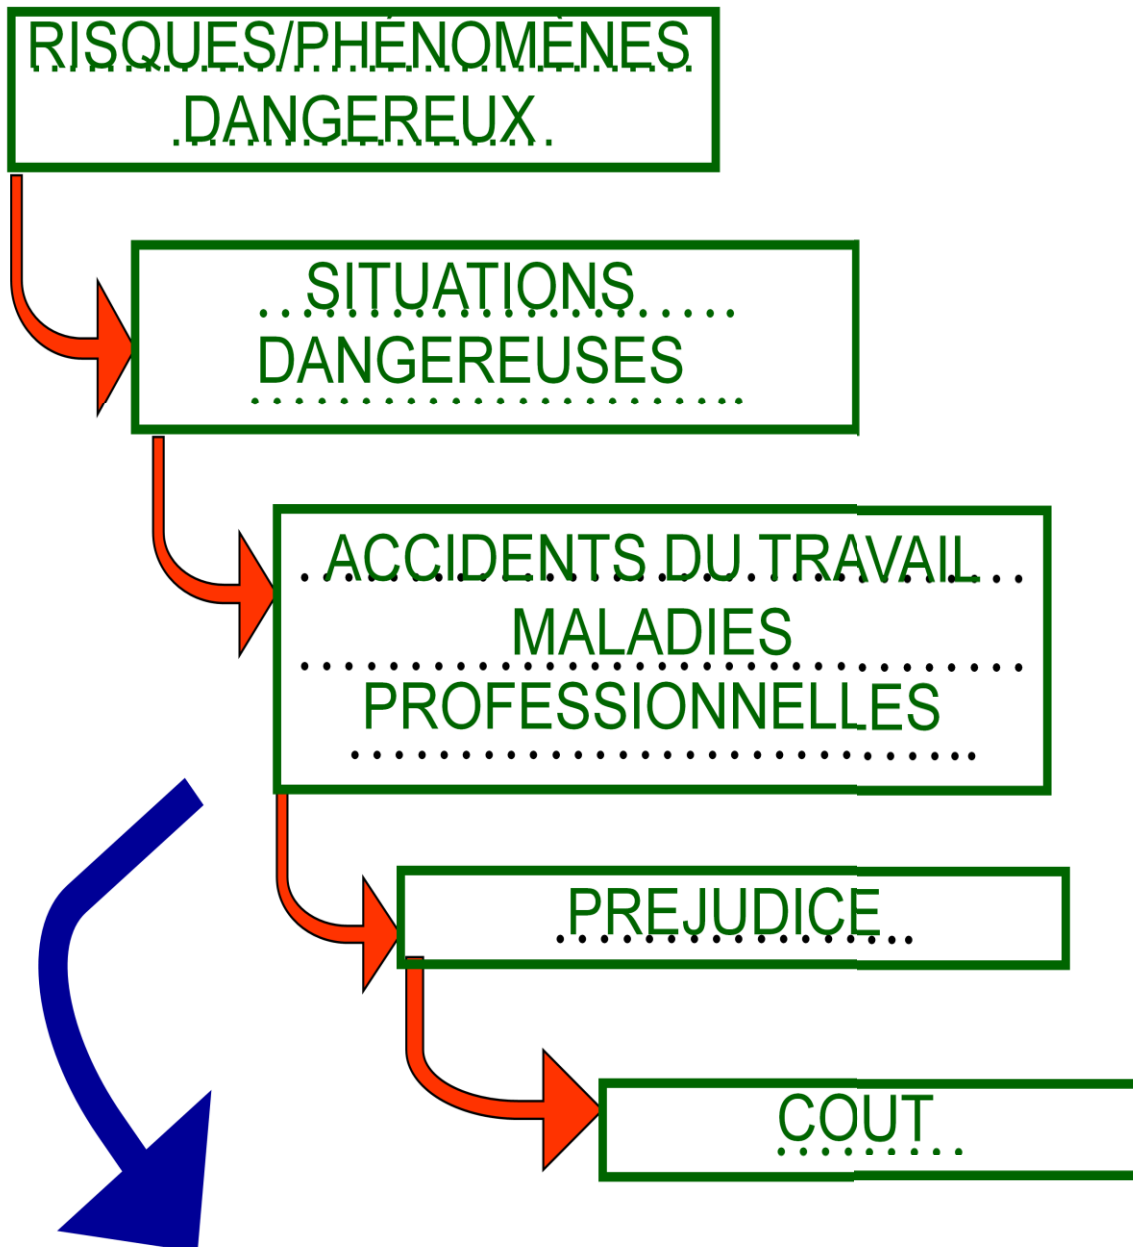 RISQUES/PHÉNOMÈNES
DANGEREUX
SITUATIONS
DANGEREUSES
ACCIDENTS DU TRAVAIL
MALADIES
PROFESSIONNELLES
PREJUDICE
COUT